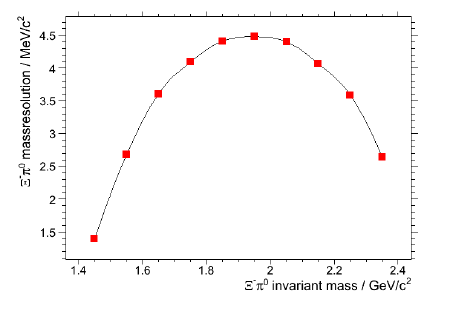 Ξ⁻π⁰ massresolution / MeV/c²
4.5
4
3.5
3
2.5
2
1.5
1.4 1.6 1.8 2 2.2 2.4
Ξ⁻π⁰ invariant mass / GeV/c²